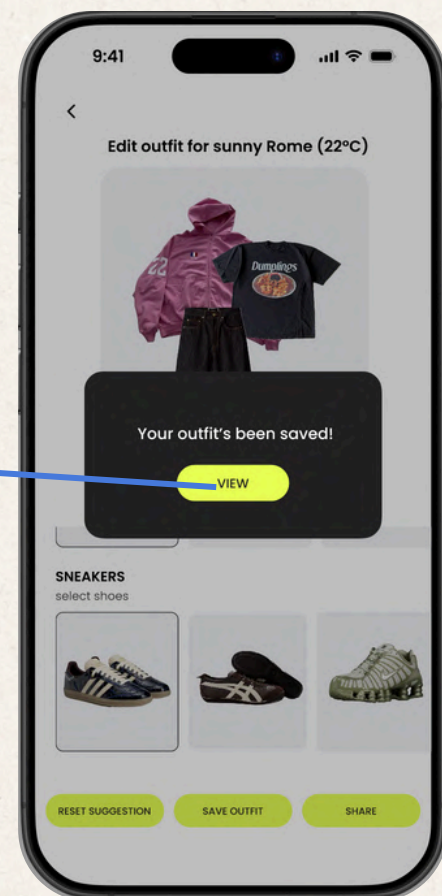 9:41
Edit outfit for sunny Rome (22°C)
22
Dumplings
Your outfit's been saved!
VIEW
SNEAKERS
select shoes
RESET SUGGESTION
SAVE OUTFIT
SHARE